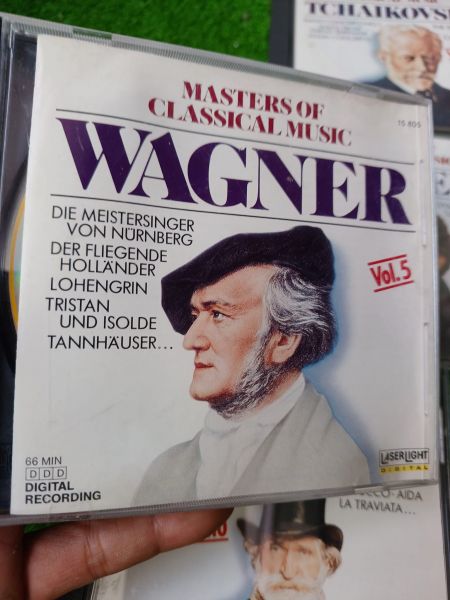 TCHAIKOVS
MASTERS OF
CLASSICAL MUSIC
15 805
WAGNER
DIE MEISTERSINGER
VON NÜRNBERG
DER FLIEGENDE
HOLLÄNDER
LOHENGRIN
TRISTAN
UND ISOLDE
TANNHÄUSER...
Vol.5
66 MIN
DDD
DIGITAL
RECORDING
LASERLIGHT
DIGITAL
CCO·AIDA
LA TRAVIATA...